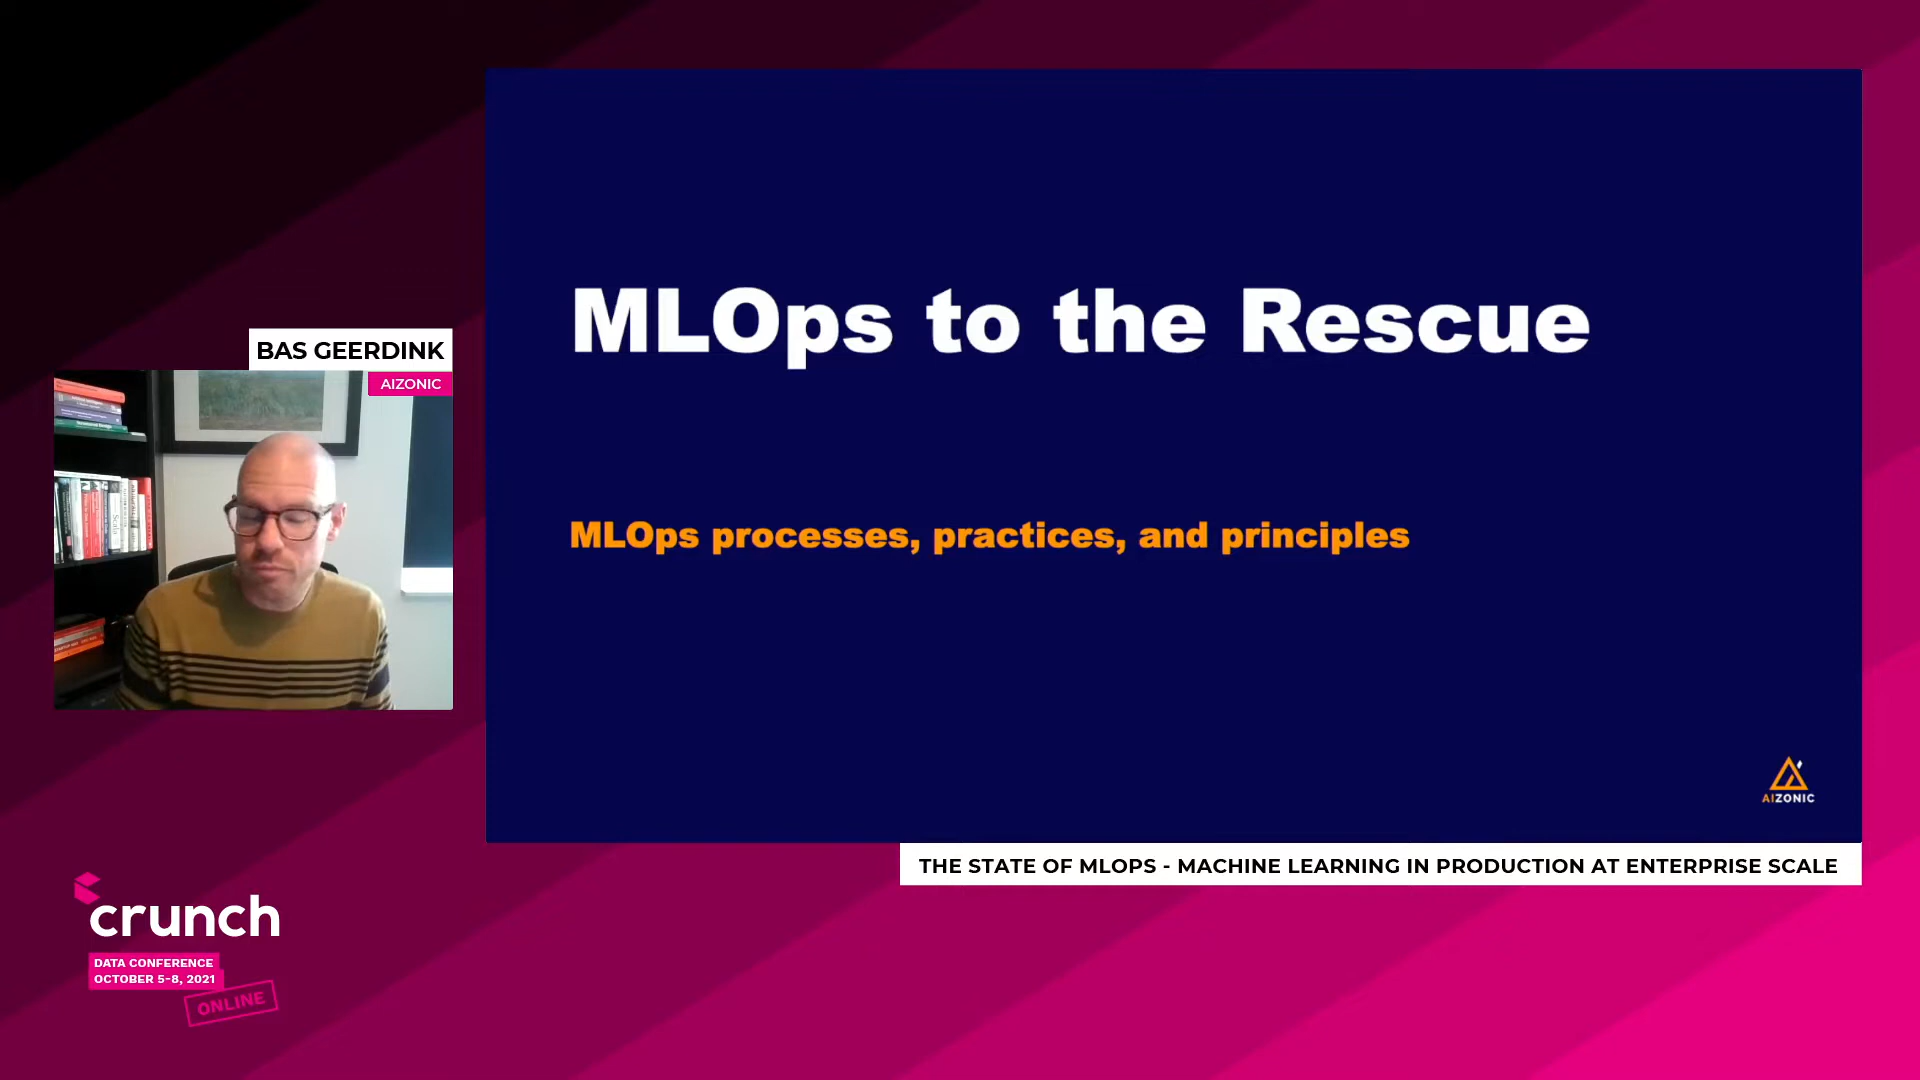 BAS GEERDINK
AIZONIC
MLOps to the Rescue
MLOps processes, practices, and principles
AIZONIC
THE STATE OF MLOPS - MACHINE LEARNING IN PRODUCTION AT ENTERPRISE SCALE
crunch
DATA CONFERENCE
OCTOBER 5-8, 2021
ONLINE